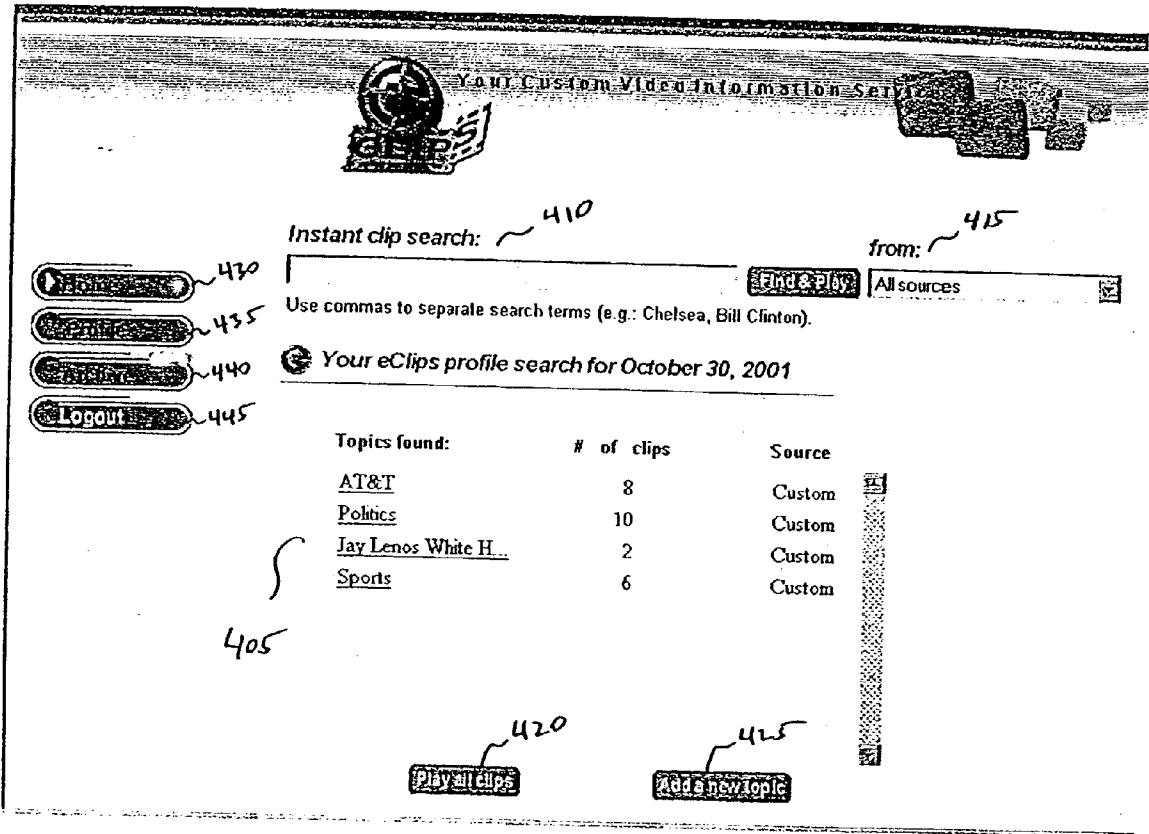 Your Custom Video Information Service
CLIPS
410
415
Instant clip search:
from:
430
Find & Play
All sources
435
Use commas to separate search terms (e.g.: Chelsea, Bill Clinton).
440
Your eClips profile search for October 30, 2001
Logout
445
Topics found: # of clips Source
AT&T 8 Custom
Politics 10 Custom
Jay Lenos White H... 2 Custom
Sports 6 Custom
405
420
425
Play all clips
Add a new topic